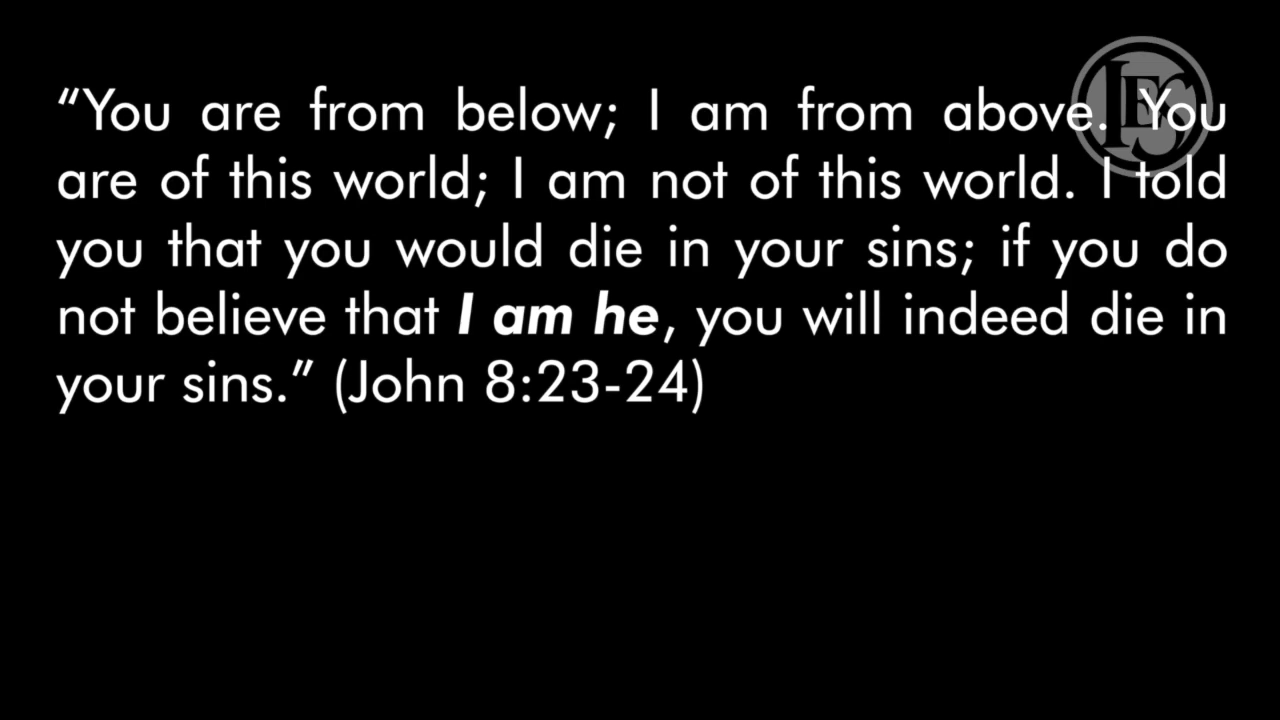 “You are from below; I am from above. You
are of this world; I am not of this world. I told
you that you would die in your sins; if you do
not believe that I am he, you will indeed die in
your sins.” (John 8:23-24)
LES